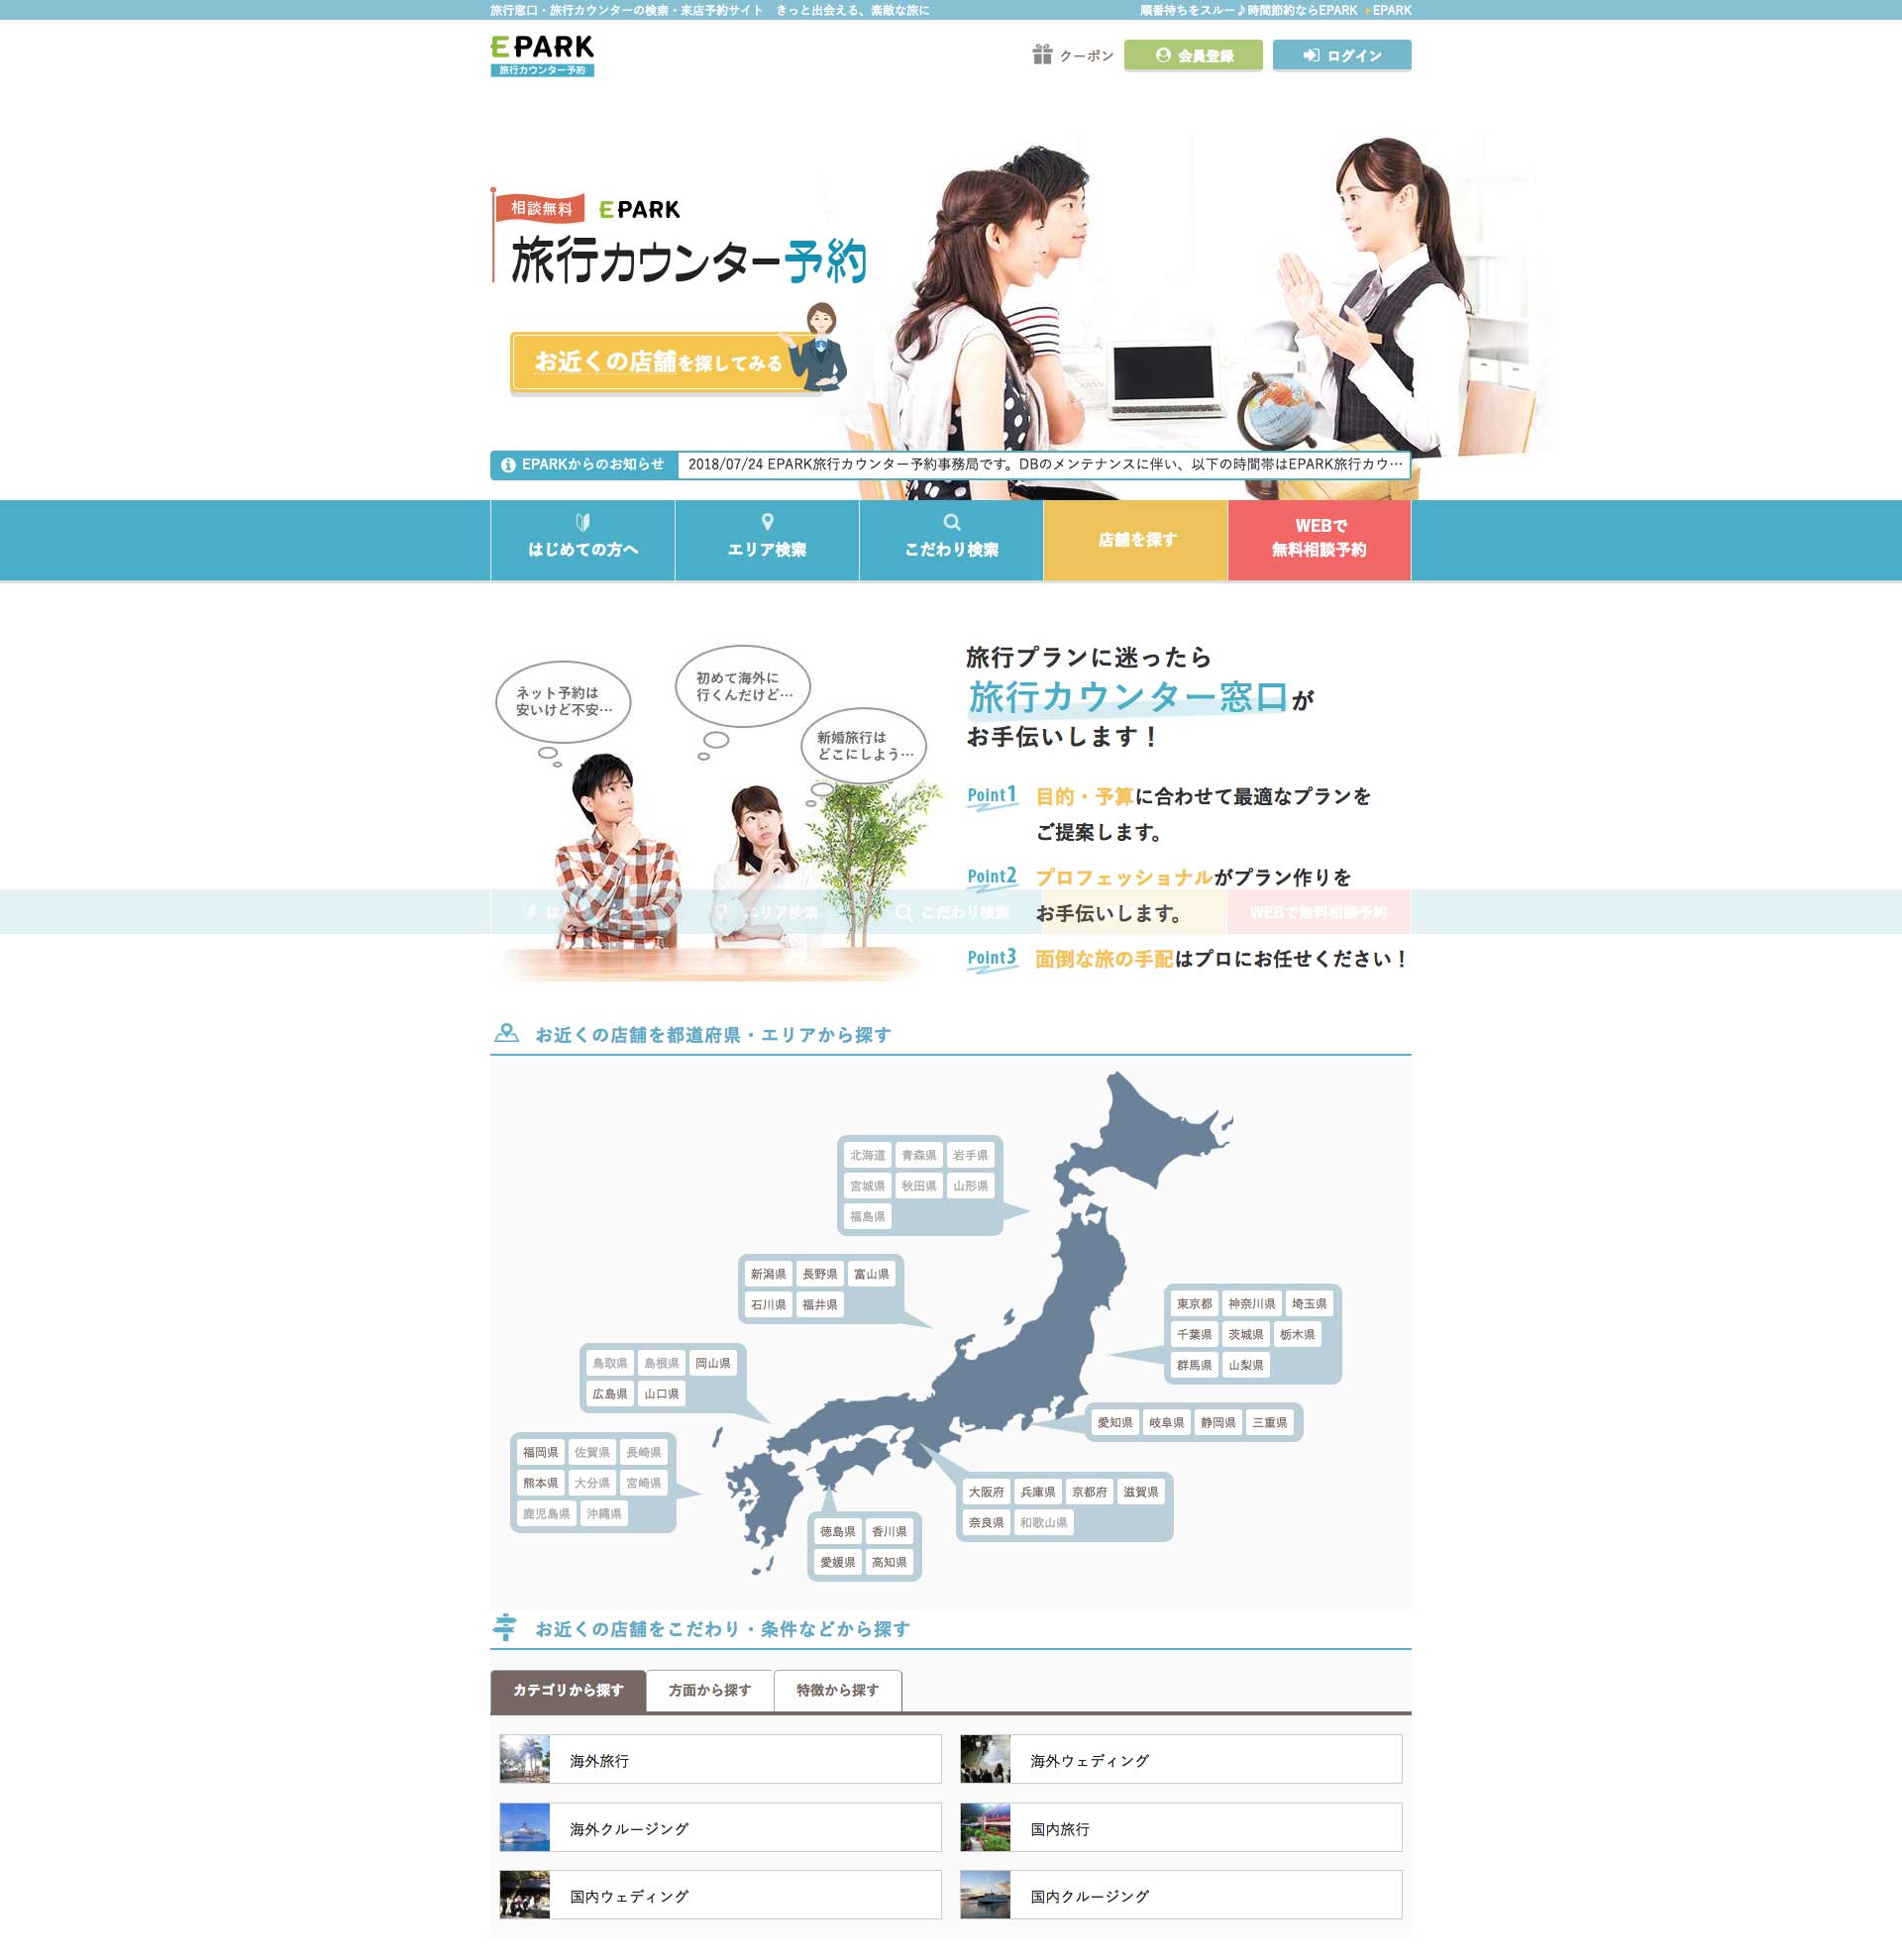 旅行窓口・旅行カウンターの検索・来店予約サイト　きっと出会える、素敵な旅に
順番待ちをスルー♪時間節約ならEPARK EPARK
EPARK
旅行カウンター予約
クーポン
会員登録
ログイン
相談無料 EPARK
旅行カウンター予約
お近くの店舗を探してみる
EPARKからのお知らせ
2018/07/24 EPARK旅行カウンター予約事務局です。DBのメンテナンスに伴い、以下の時間帯はEPARK旅行カウ…
はじめての方へ
エリア検索
こだわり検索
店舗を探す
WEBで
無料相談予約
ネット予約は
安いけど不安…
初めて海外に
行くんだけど…
新婚旅行は
どこにしよう…
旅行プランに迷ったら
旅行カウンター窓口が
お手伝いします！
Point1 目的・予算に合わせて最適なプランを
ご提案します。
Point2 プロフェッショナルがプラン作りを
お手伝いします。
エリア検索
こだわり検索
WEBで無料相談予約
Point3 面倒な旅の手配はプロにお任せください！
お近くの店舗を都道府県・エリアから探す
北海道 青森県 岩手県
宮城県 秋田県 山形県
福島県
新潟県 長野県 富山県
石川県 福井県
東京都 神奈川県 埼玉県
千葉県 茨城県 栃木県
群馬県 山梨県
鳥取県 島根県 岡山県
広島県 山口県
愛知県 岐阜県 静岡県 三重県
福岡県 佐賀県 長崎県
熊本県 大分県 宮崎県
鹿児島県 沖縄県
大阪府 兵庫県 京都府 滋賀県
奈良県 和歌山県
徳島県 香川県
愛媛県 高知県
お近くの店舗をこだわり・条件などから探す
カテゴリから探す
方面から探す
特徴から探す
海外旅行
海外ウェディング
海外クルージング
国内旅行
国内ウェディング
国内クルージング